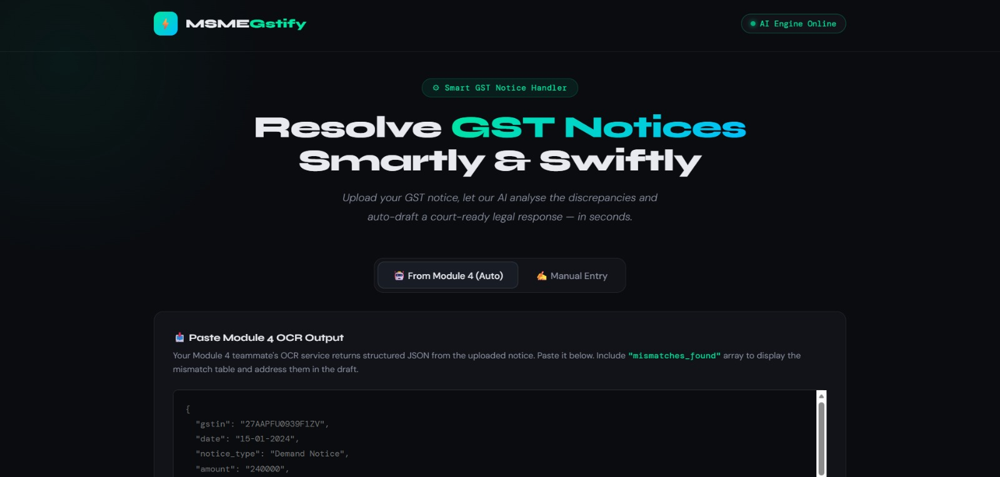 MSMEGstify
AI Engine Online
Smart GST Notice Handler
Resolve GST Notices
Smartly & Swiftly
Upload your GST notice, let our AI analyse the discrepancies and
auto-draft a court-ready legal response — in seconds.
From Module 4 (Auto)
Manual Entry
Paste Module 4 OCR Output
Your Module 4 teammate's OCR service returns structured JSON from the uploaded notice. Paste it below. Include "mismatches_found" array to display the
mismatch table and address them in the draft.
{
"gstin": "27AAPFU0939F1ZV",
"date": "15-01-2024",
"notice_type": "Demand Notice",
"amount": "240000",